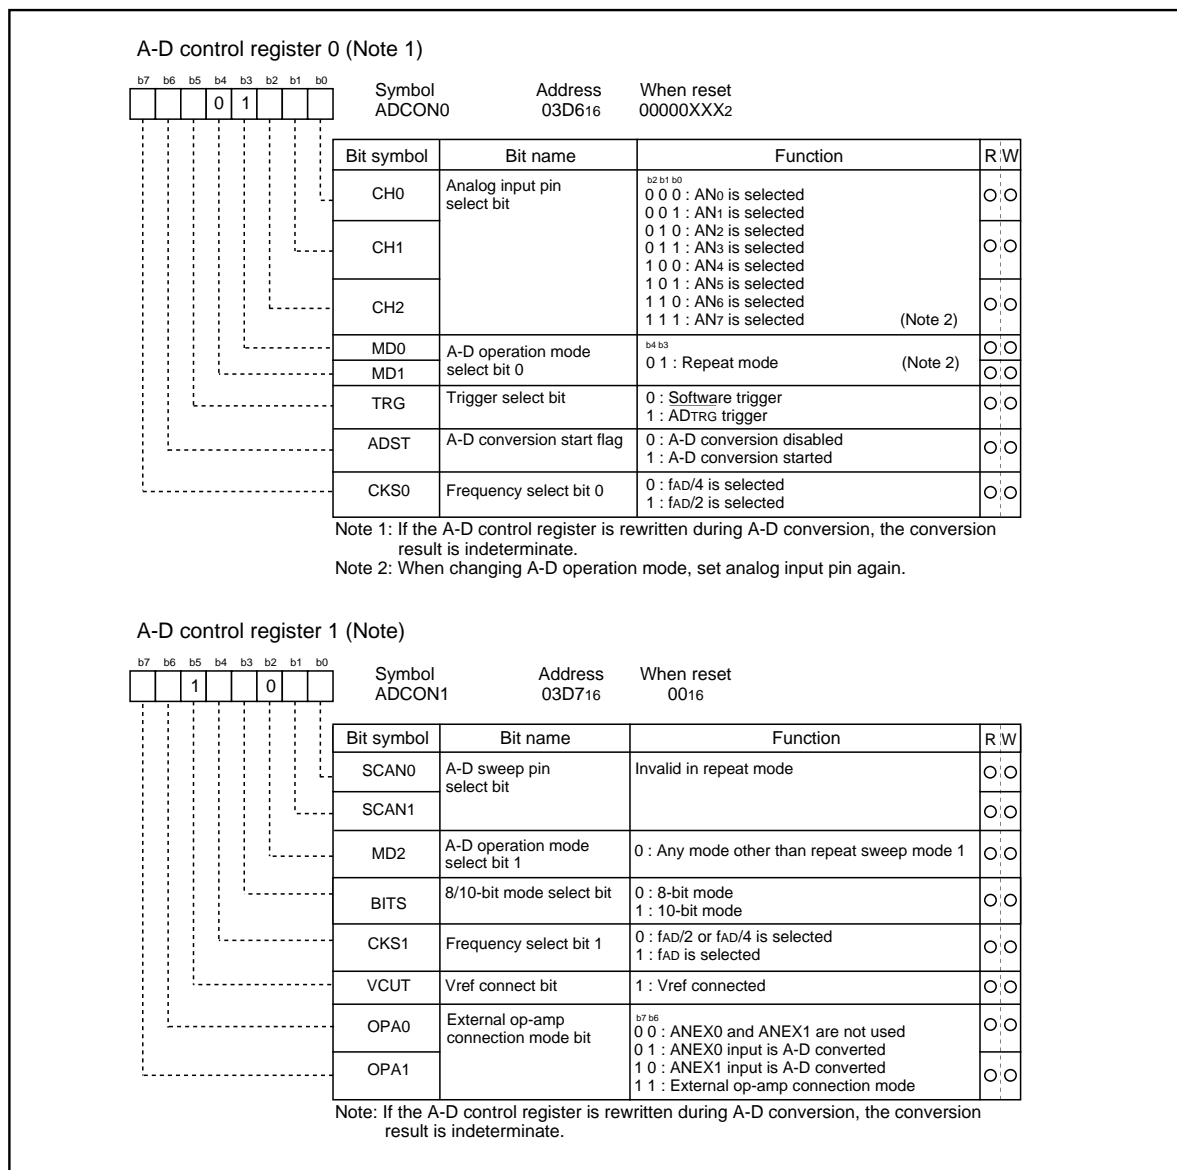 A-D control register 0 (Note 1)
b7 b6 b5 b4 b3 b2 b1 b0
0 1
Symbol Address When reset
ADCON0 03D616 00000XXX2
Bit symbol Bit name Function R W
CH0 Analog input pin select bit
b2 b1 b0
0 0 0 : AN0 is selected
0 0 1 : AN1 is selected
CH1
0 1 0 : AN2 is selected
0 1 1 : AN3 is selected
1 0 0 : AN4 is selected
1 0 1 : AN5 is selected
CH2
1 1 0 : AN6 is selected
1 1 1 : AN7 is selected (Note 2)
MD0 A-D operation mode select bit 0
MD1
b4 b3
0 1 : Repeat mode (Note 2)
TRG Trigger select bit
0 : Software trigger
1 : ADTRG trigger
ADST A-D conversion start flag
0 : A-D conversion disabled
1 : A-D conversion started
CKS0 Frequency select bit 0
0 : fAD/4 is selected
1 : fAD/2 is selected
Note 1: If the A-D control register is rewritten during A-D conversion, the conversion
result is indeterminate.
Note 2: When changing A-D operation mode, set analog input pin again.
A-D control register 1 (Note)
b7 b6 b5 b4 b3 b2 b1 b0
1 0
Symbol Address When reset
ADCON1 03D716 0016
Bit symbol Bit name Function R W
SCAN0 A-D sweep pin select bit Invalid in repeat mode
SCAN1
MD2 A-D operation mode select bit 1 0 : Any mode other than repeat sweep mode 1
BITS 8/10-bit mode select bit
0 : 8-bit mode
1 : 10-bit mode
CKS1 Frequency select bit 1
0 : fAD/2 or fAD/4 is selected
1 : fAD is selected
VCUT Vref connect bit 1 : Vref connected
OPA0 External op-amp connection mode bit
OPA1
b7 b6
0 0 : ANEX0 and ANEX1 are not used
0 1 : ANEX0 input is A-D converted
1 0 : ANEX1 input is A-D converted
1 1 : External op-amp connection mode
Note: If the A-D control register is rewritten during A-D conversion, the conversion
result is indeterminate.